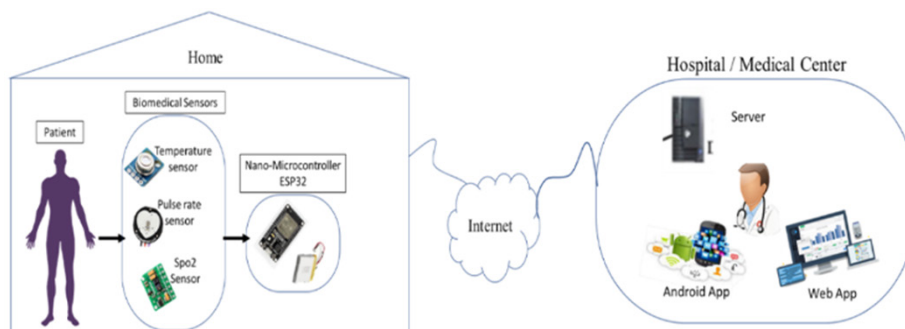 Home
Hospital / Medical Center
Biomedical Sensors
Patient
Temperature
sensor
Nano-Microcontroller
ESP32
Pulse rate
sensor
Spo2
Sensor
Internet
Server
Android App
Web App